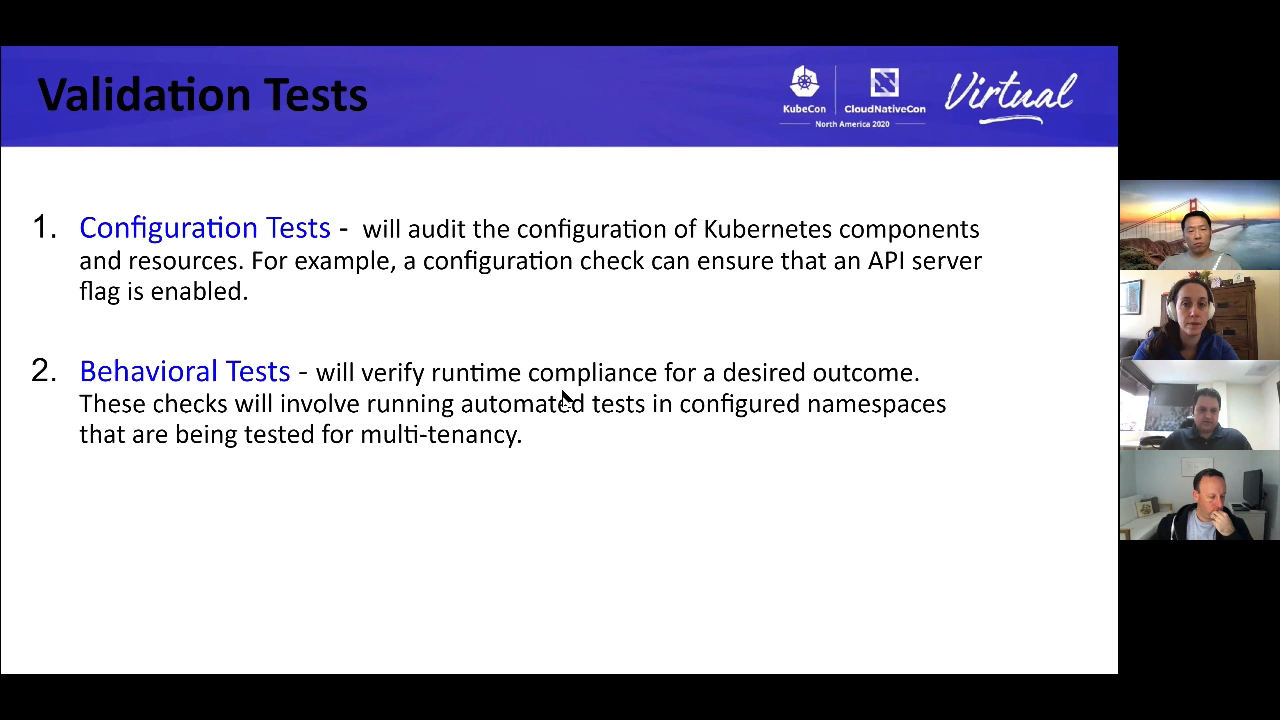 Validation Tests
KubeCon
CloudNativeCon
North America 2020
Virtual
1. Configuration Tests - will audit the configuration of Kubernetes components
and resources. For example, a configuration check can ensure that an API server
flag is enabled.
2. Behavioral Tests - will verify runtime compliance for a desired outcome.
These checks will involve running automated tests in configured namespaces
that are being tested for multi-tenancy.